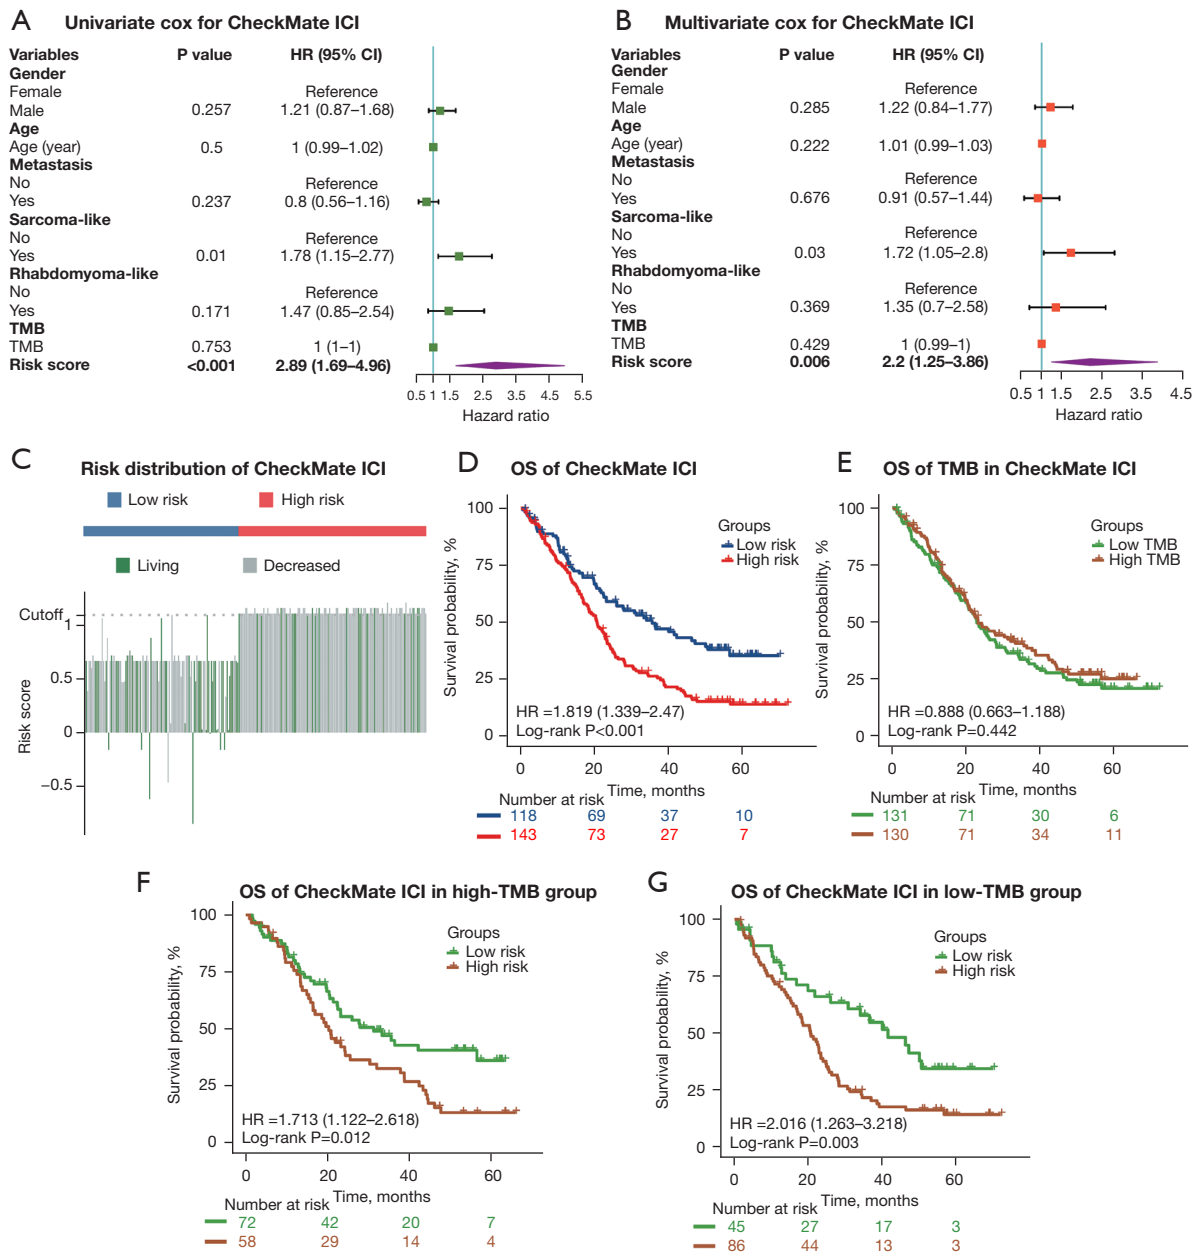 A Univariate cox for CheckMate ICI
Variables P value HR (95% CI)
Gender
Female Reference
Male 0.257 1.21 (0.87–1.68)
Age
Age (year) 0.5 1 (0.99–1.02)
Metastasis
No Reference
Yes 0.237 0.8 (0.56–1.16)
Sarcoma-like
No Reference
Yes 0.01 1.78 (1.15–2.77)
Rhabdomyoma-like
No Reference
Yes 0.171 1.47 (0.85–2.54)
TMB
TMB 0.753 1 (1–1)
Risk score <0.001 2.89 (1.69–4.96)
0.5 1 1.5 2.5 3.5 4.5 5.5
Hazard ratio
B Multivariate cox for CheckMate ICI
Variables P value HR (95% CI)
Gender
Female Reference
Male 0.285 1.22 (0.84–1.77)
Age
Age (year) 0.222 1.01 (0.99–1.03)
Metastasis
No Reference
Yes 0.676 0.91 (0.57–1.44)
Sarcoma-like
No Reference
Yes 0.03 1.72 (1.05–2.8)
Rhabdomyoma-like
No Reference
Yes 0.369 1.35 (0.7–2.58)
TMB
TMB 0.429 1 (0.99–1)
Risk score 0.006 2.2 (1.25–3.86)
0.5 1 1.5 2.5 3.5 4.5
Hazard ratio
C Risk distribution of CheckMate ICI
Low risk High risk
Living Decreased
Cutoff
1
0.5
0
−0.5
Risk score
D OS of CheckMate ICI
Survival probability, %
100
75
50
25
0
Groups
Low risk
High risk
HR =1.819 (1.339–2.47)
Log-rank P<0.001
0 20 40 60
Time, months
Number at risk
118 69 37 10
143 73 27 7
E OS of TMB in CheckMate ICI
Survival probability, %
100
75
50
25
0
Groups
Low TMB
High TMB
HR =0.888 (0.663–1.188)
Log-rank P=0.442
0 20 40 60
Time, months
Number at risk
131 71 30 6
130 71 34 11
F OS of CheckMate ICI in high-TMB group
Survival probability, %
100
75
50
25
0
Groups
Low risk
High risk
HR =1.713 (1.122–2.618)
Log-rank P=0.012
0 20 40 60
Time, months
Number at risk
72 42 20 7
58 29 14 4
G OS of CheckMate ICI in low-TMB group
Survival probability, %
100
75
50
25
0
Groups
Low risk
High risk
HR =2.016 (1.263–3.218)
Log-rank P=0.003
0 20 40 60
Time, months
Number at risk
45 27 17 3
86 44 13 3